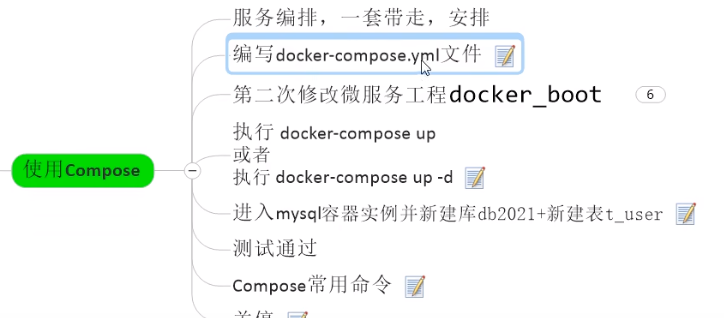 服务编排，一套带走，安排
编写docker-compose.yml文件
第二次修改微服务工程docker_boot 6
执行 docker-compose up
或者
使用Compose
执行 docker-compose up -d
进入mysql容器实例并新建库db2021+新建表t_user
测试通过
Compose常用命令
关停